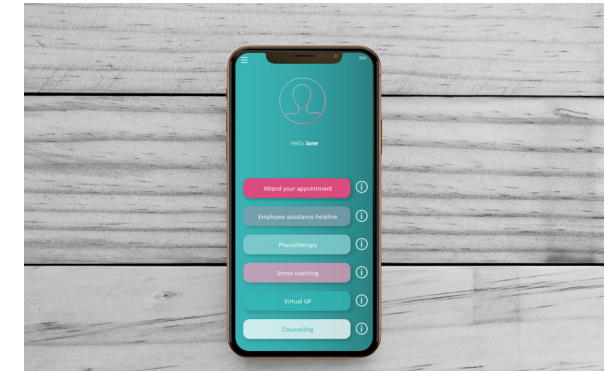 Hello Jane
Attend your appointment
Employee assistance helpline
Physiotherapy
Stress coaching
Virtual GP
Counselling